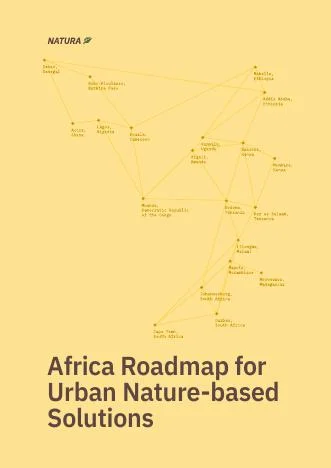 NATURA
Dakar,
Senegal
Bobo-Dioulasso,
Burkina Faso
Mekelle,
Ethiopia
Addis Ababa,
Ethiopia
Accra,
Ghana
Lagos,
Nigeria
Douala,
Cameroon
Kampala,
Uganda
Kigali,
Rwanda
Nairobi,
Kenya
Mombasa,
Kenya
Democratic Republic
of the Congo
Dodoma,
Tanzania
Dar es Salaam,
Tanzania
Lilongwe,
Malawi
Maputo,
Mozambique
Madagascar
Johannesburg,
South Africa
Durban,
South Africa
Cape Town,
South Africa
Africa Roadmap for
Urban Nature-based
Solutions